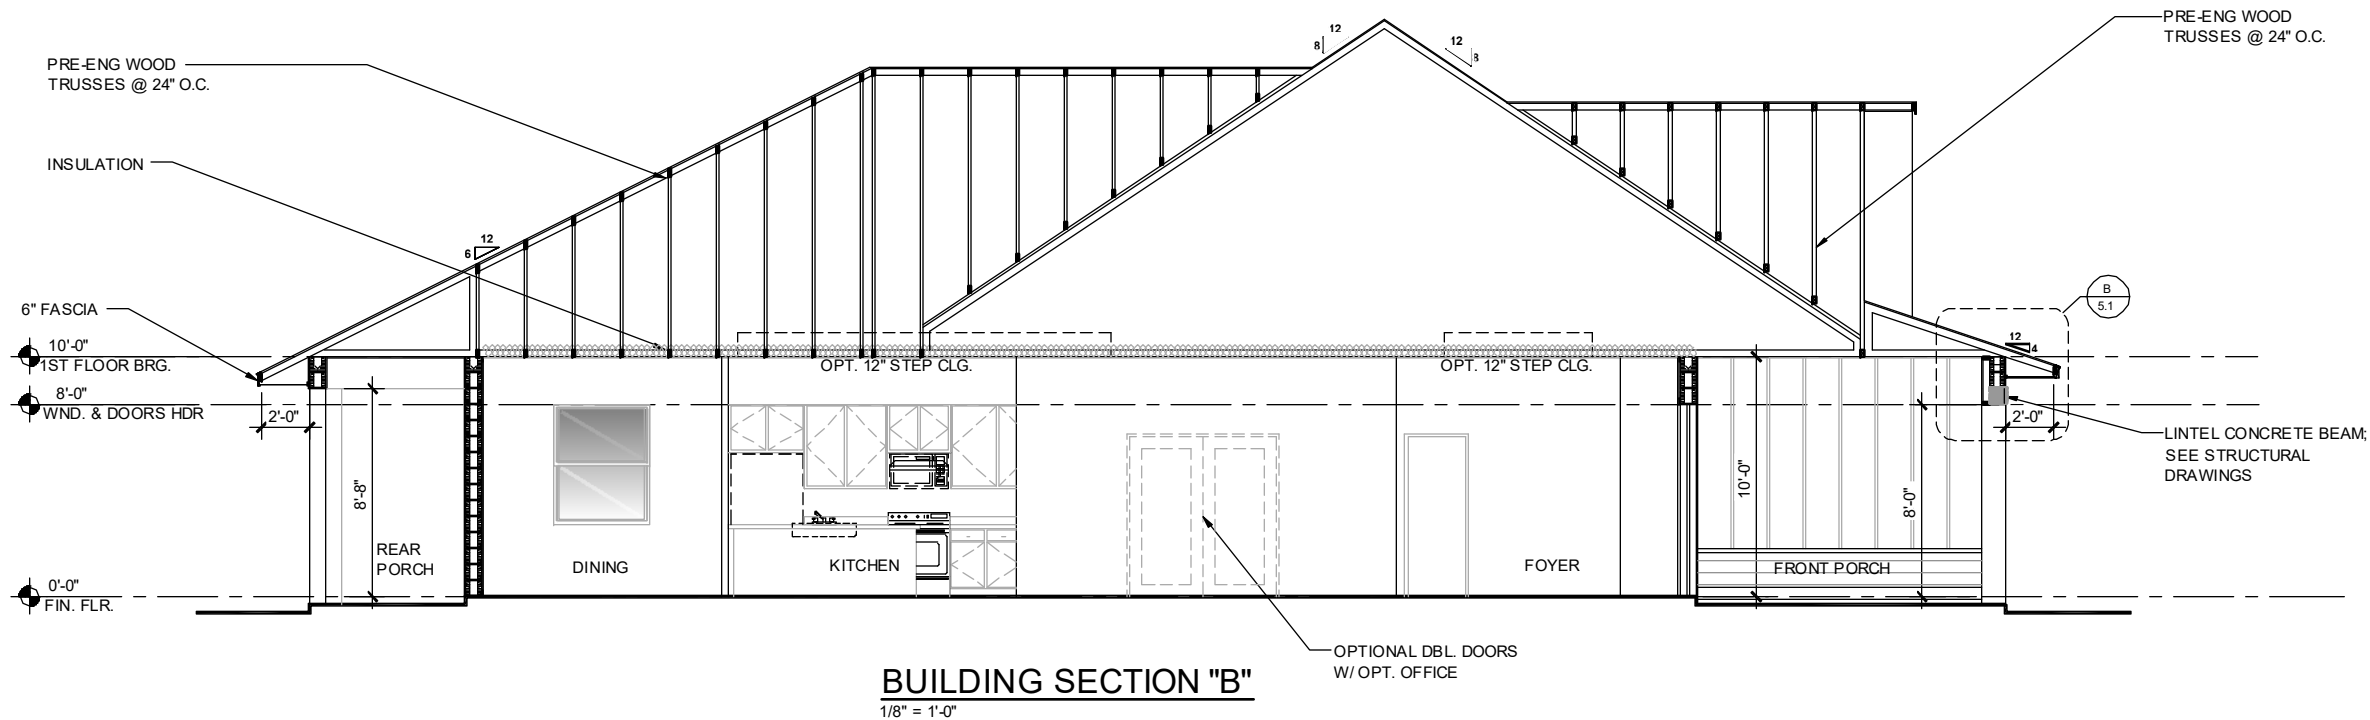 PRE-ENG WOOD
TRUSSES @ 24" O.C.
INSULATION
6" FASCIA
10'-0"
1ST FLOOR BRG.
8'-0"
WND. & DOORS HDR
0'-0"
FIN. FLR.
12
6
12
8
12
8
PRE-ENG WOOD
TRUSSES @ 24" O.C.
B
5.1
12
4
2'-0"
8'-8"
REAR
PORCH
DINING
OPT. 12" STEP CLG.
KITCHEN
OPT. 12" STEP CLG.
FOYER
10'-0"
FRONT PORCH
8'-0"
2'-0"
LINTEL CONCRETE BEAM;
SEE STRUCTURAL
DRAWINGS
OPTIONAL DBL. DOORS
W/ OPT. OFFICE
BUILDING SECTION "B"
1/8" = 1'-0"